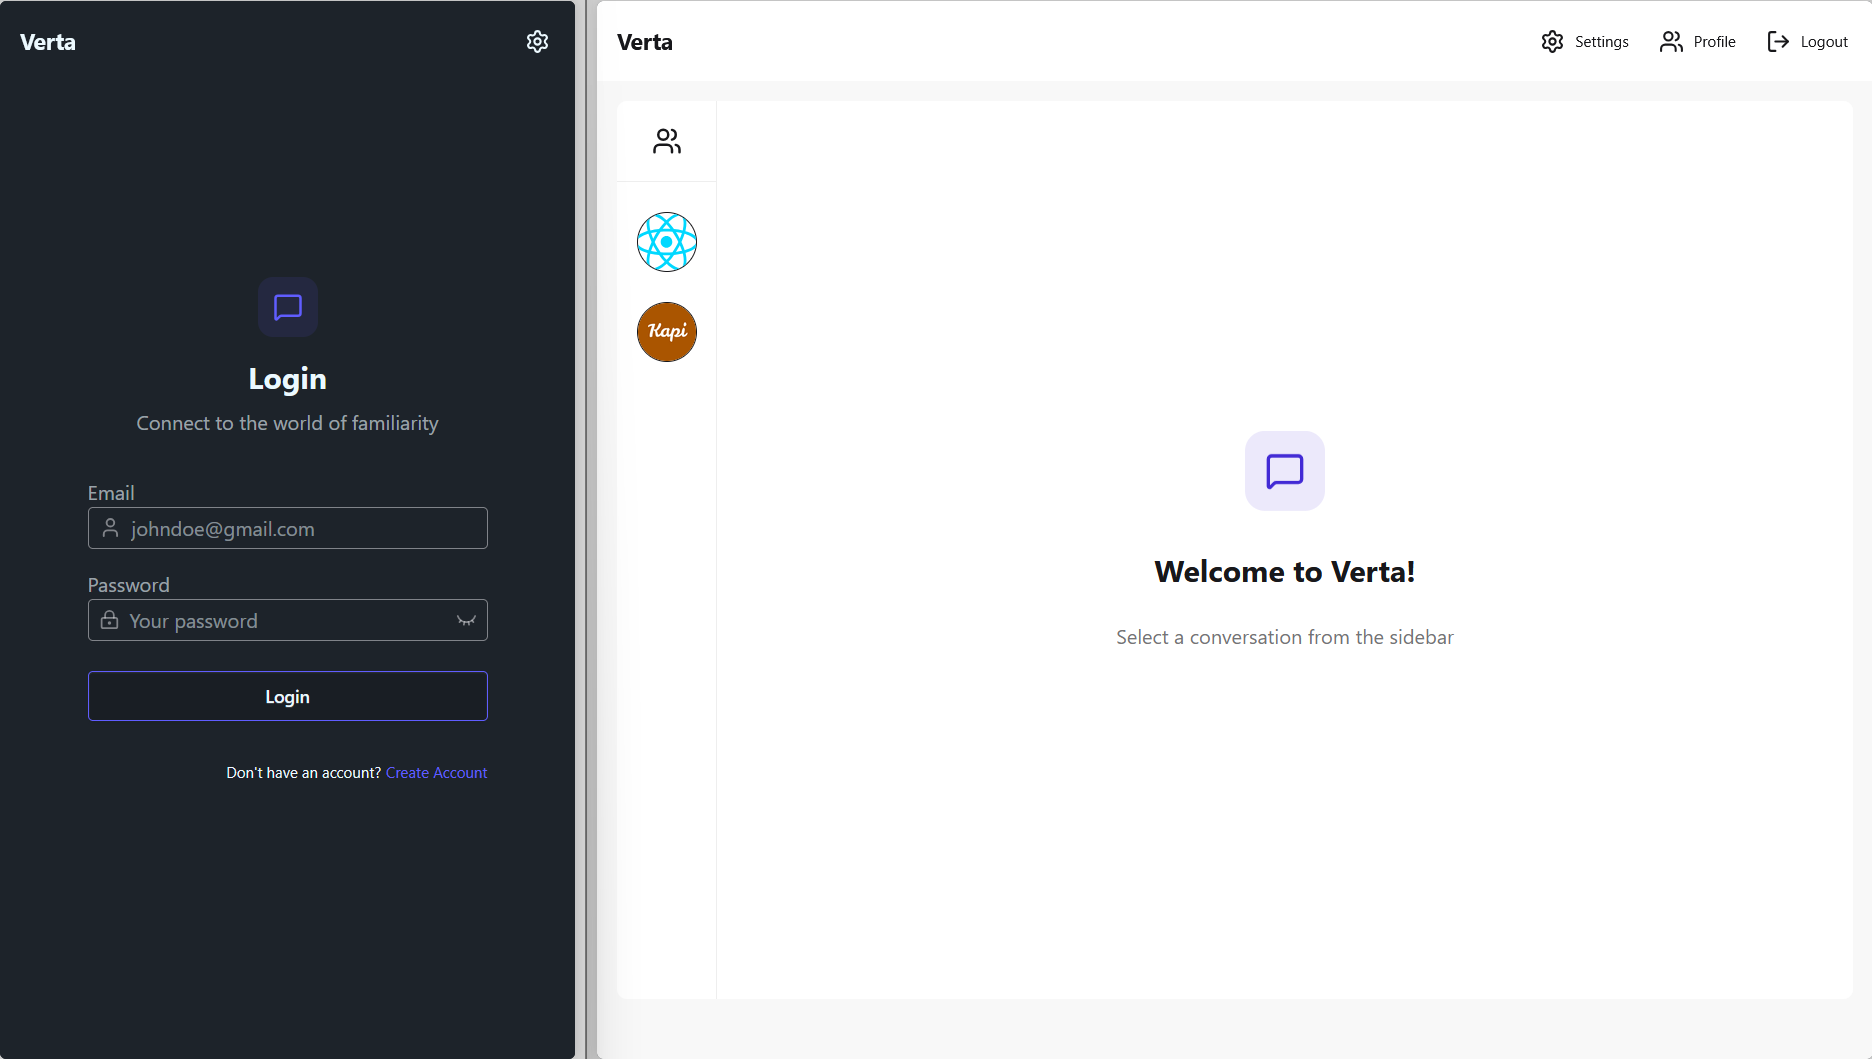 Verta
Login
Connect to the world of familiarity
Email
johndoe@gmail.com
Password
Your password
Login
Don't have an account? Create Account
Verta
Settings Profile Logout
Kapi
Welcome to Verta!
Select a conversation from the sidebar